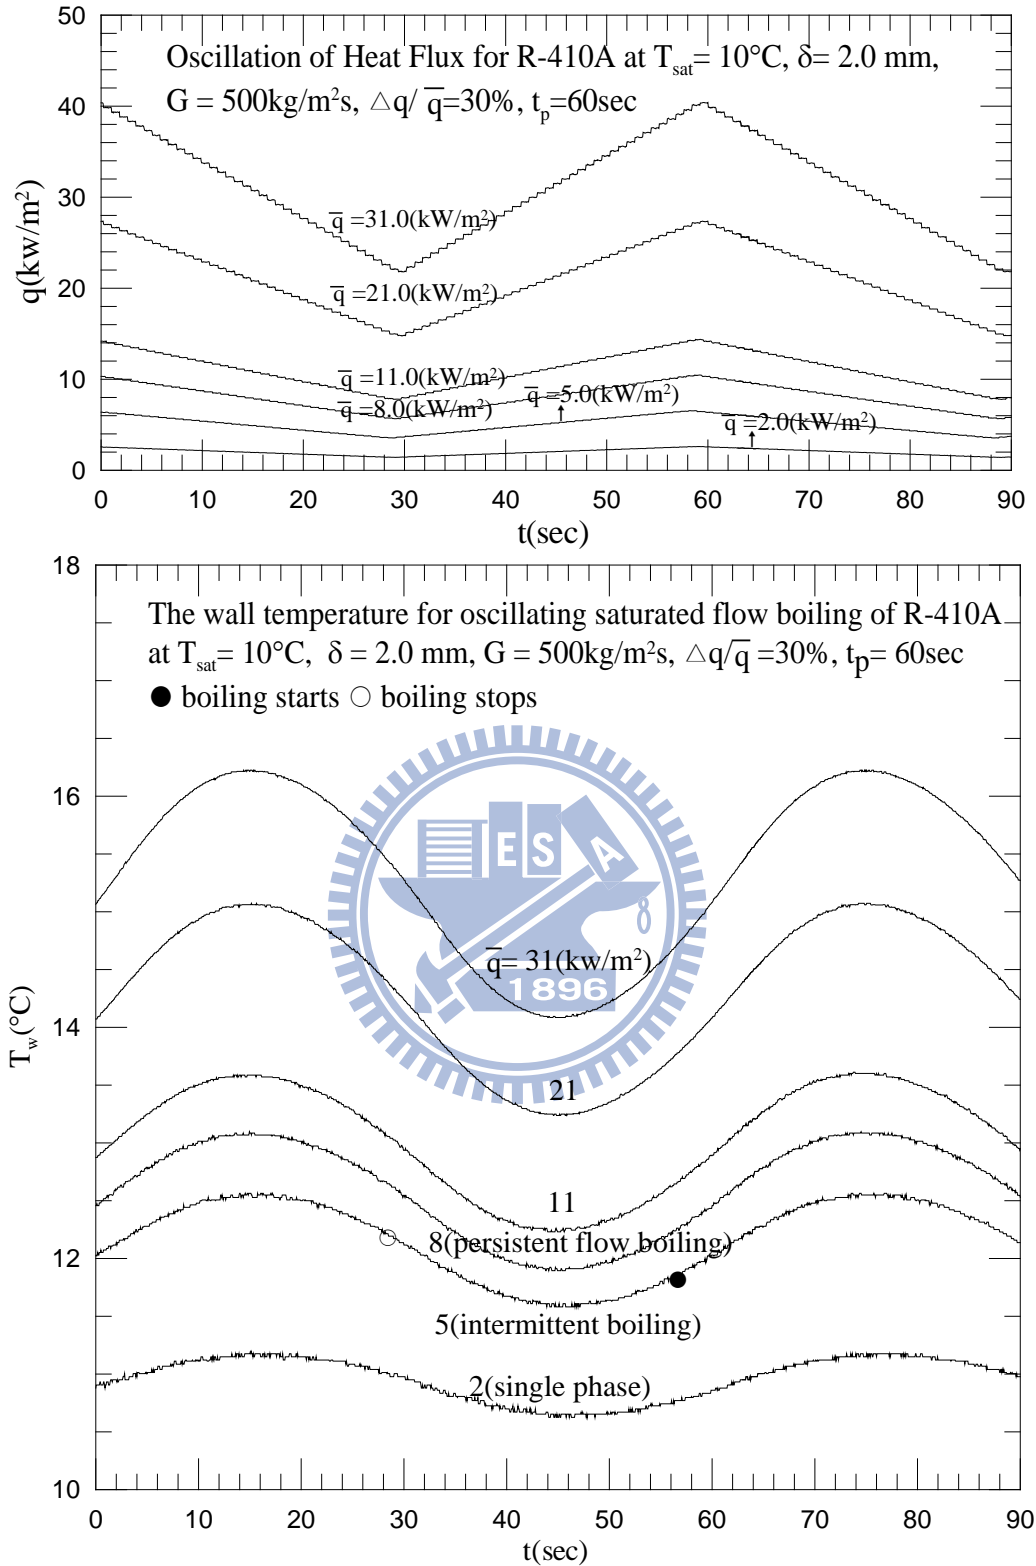 50
40
30
20
10
0
q(kw/m²)
Oscillation of Heat Flux for R-410A at Tsat= 10°C, δ= 2.0 mm,
G = 500kg/m²s, △q/ q̅=30%, tp=60sec
q̅ =31.0(kW/m²)
q̅ =21.0(kW/m²)
q̅ =11.0(kW/m²)
q̅ =8.0(kW/m²)
q̅ =5.0(kW/m²)
q̅ =2.0(kW/m²)
0 10 20 30 40 50 60 70 80 90
t(sec)
18
16
14
12
10
Tw(°C)
The wall temperature for oscillating saturated flow boiling of R-410A
at Tsat= 10°C, δ = 2.0 mm, G = 500kg/m²s, △q/q̅ =30%, tp= 60sec
● boiling starts ○ boiling stops
E S A
q̅= 31(kw/m²)
1896
21
11
8(persistent flow boiling)
5(intermittent boiling)
2(single phase)
0 10 20 30 40 50 60 70 80 90
t(sec)